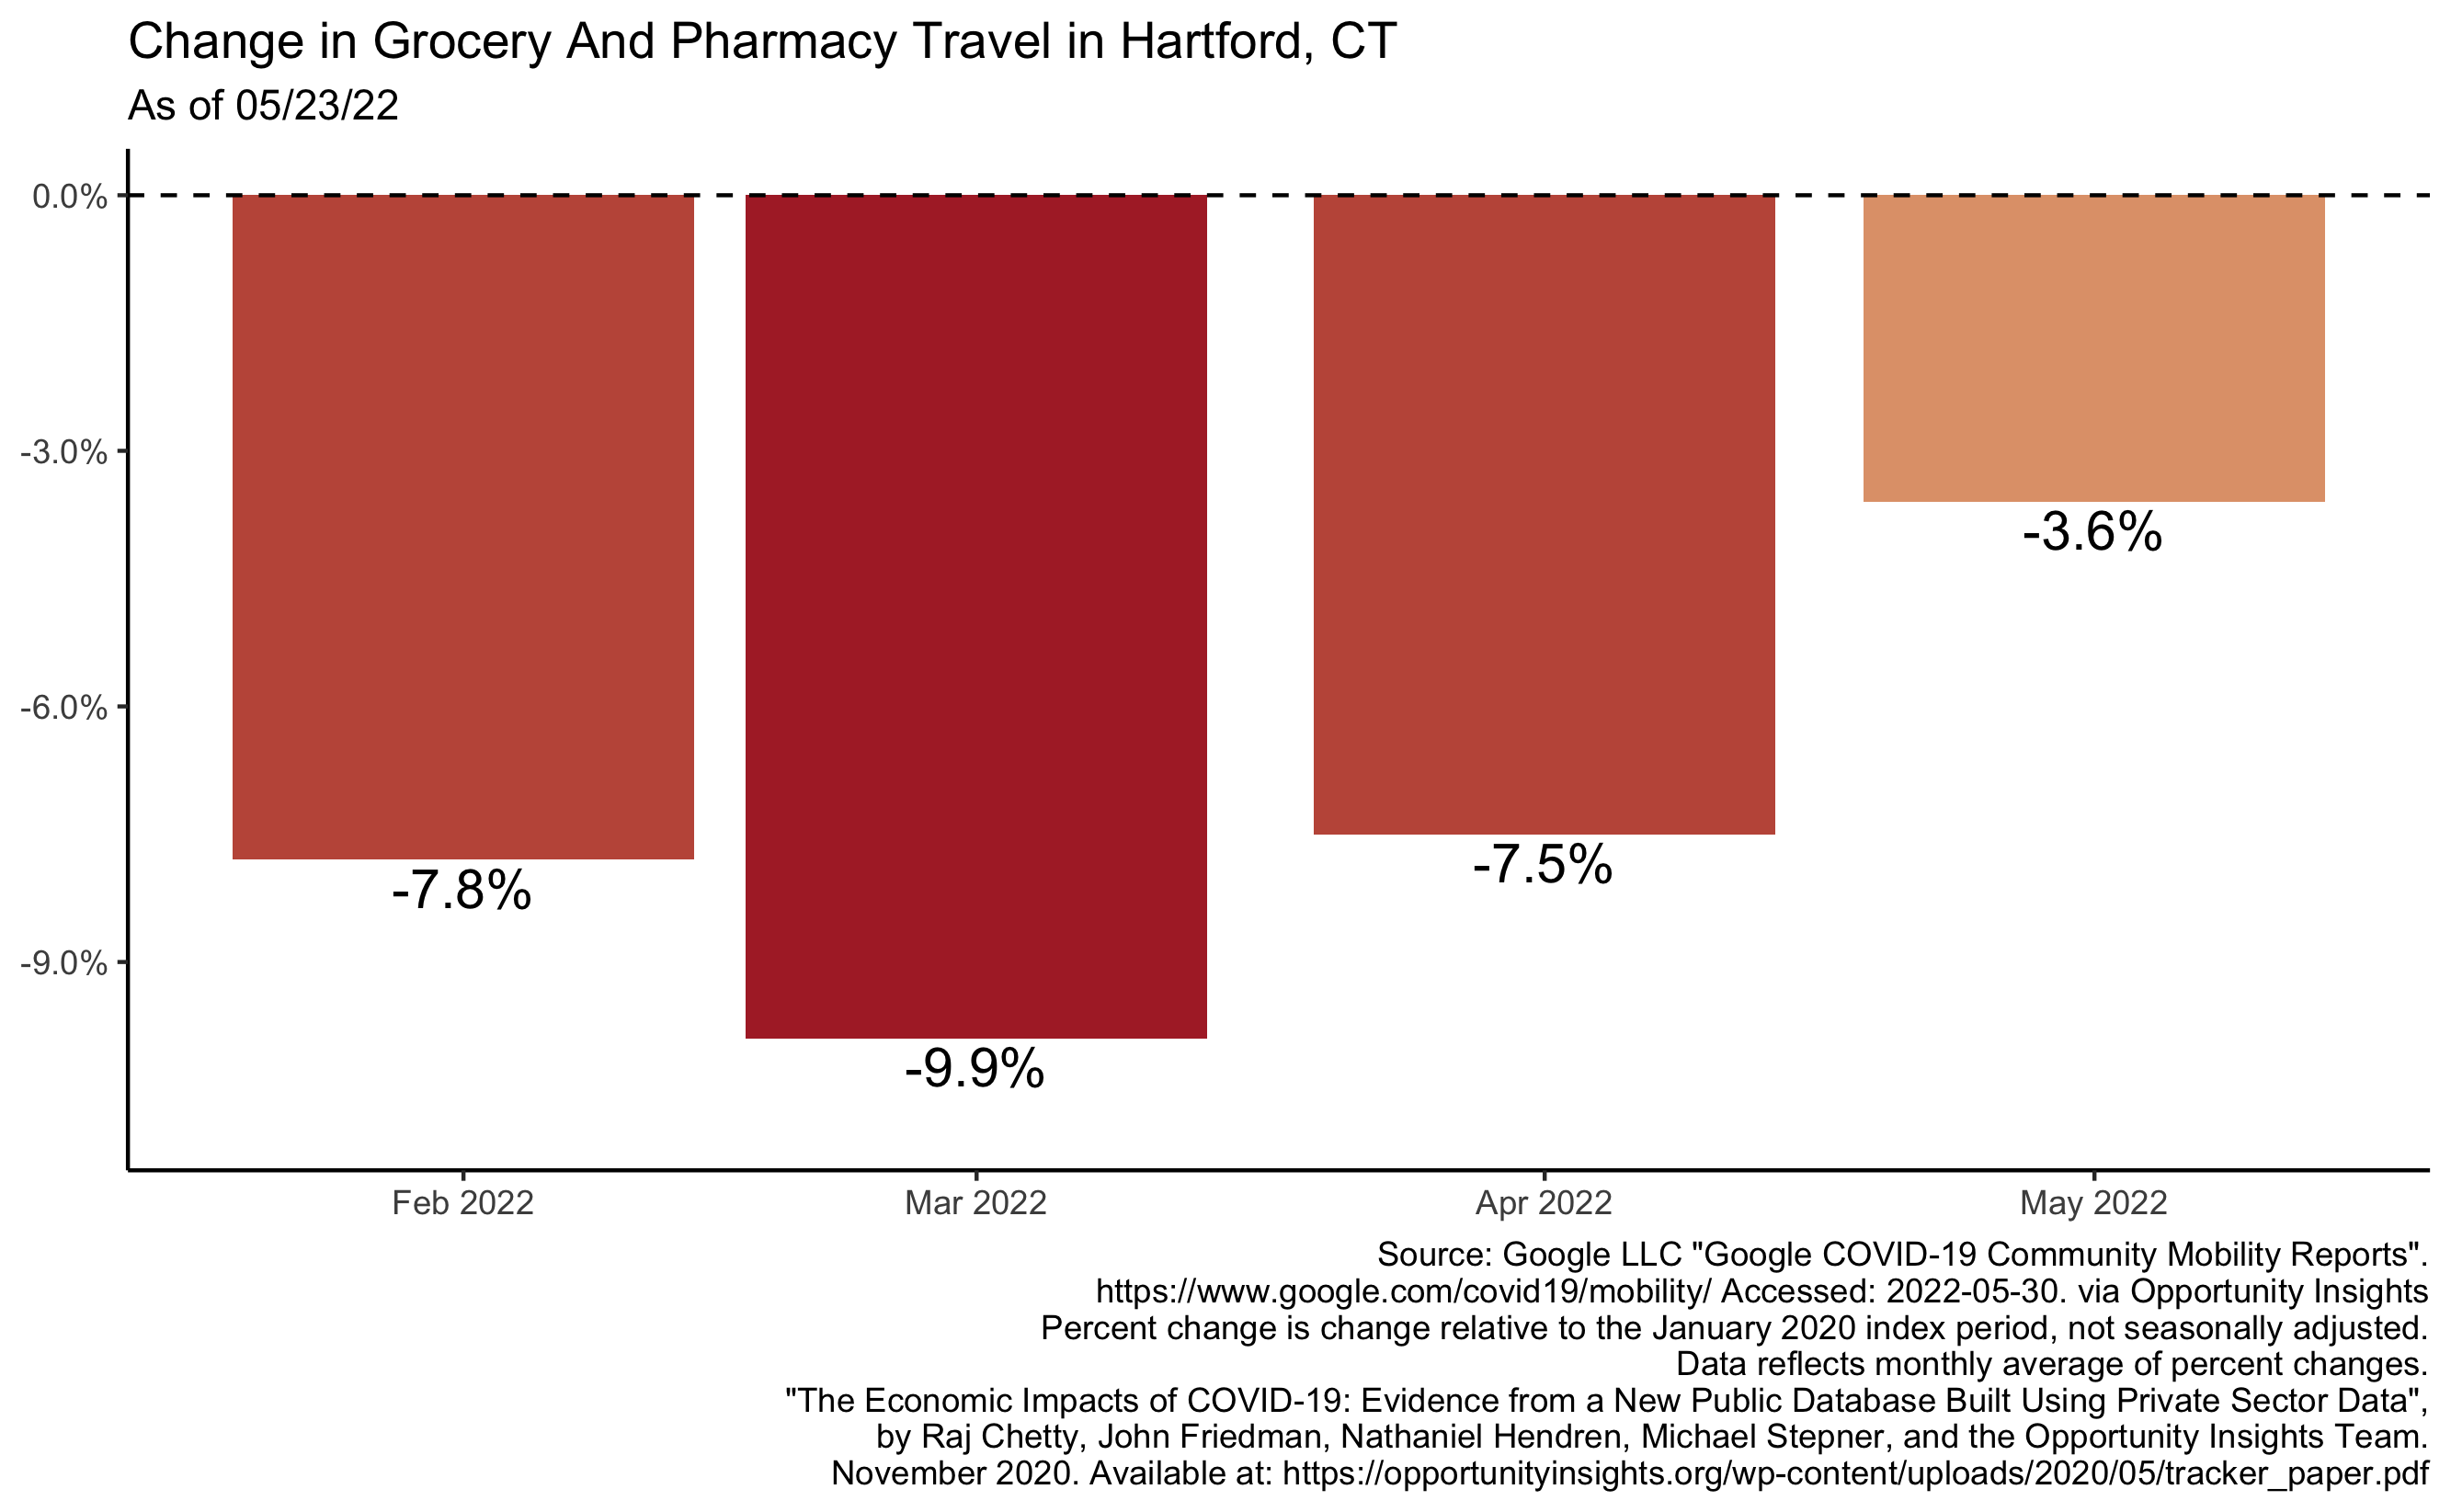 Change in Grocery And Pharmacy Travel in Hartford, CT
As of 05/23/22
0.0%
-3.0%
-6.0%
-9.0%
-7.8%
-9.9%
-7.5%
-3.6%
Feb 2022
Mar 2022
Apr 2022
May 2022
Source: Google LLC "Google COVID-19 Community Mobility Reports".
https://www.google.com/covid19/mobility/ Accessed: 2022-05-30. via Opportunity Insights
Percent change is change relative to the January 2020 index period, not seasonally adjusted.
Data reflects monthly average of percent changes.
"The Economic Impacts of COVID-19: Evidence from a New Public Database Built Using Private Sector Data",
by Raj Chetty, John Friedman, Nathaniel Hendren, Michael Stepner, and the Opportunity Insights Team.
November 2020. Available at: https://opportunityinsights.org/wp-content/uploads/2020/05/tracker_paper.pdf